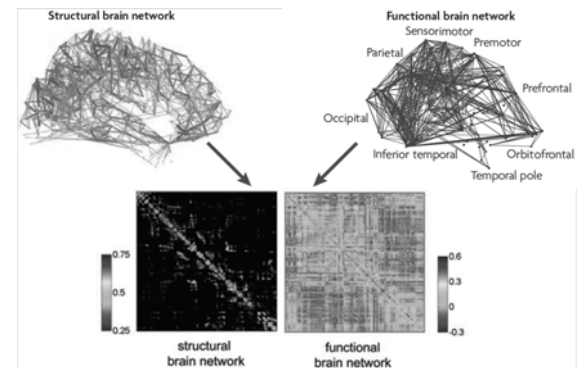 Structural brain network
Functional brain network
Sensorimotor
Parietal
Premotor
Prefrontal
Occipital
Inferior temporal
Orbitofrontal
Temporal pole
0.75
0.5
0.25
0.6
0.3
0
-0.3
structural
brain network
functional
brain network